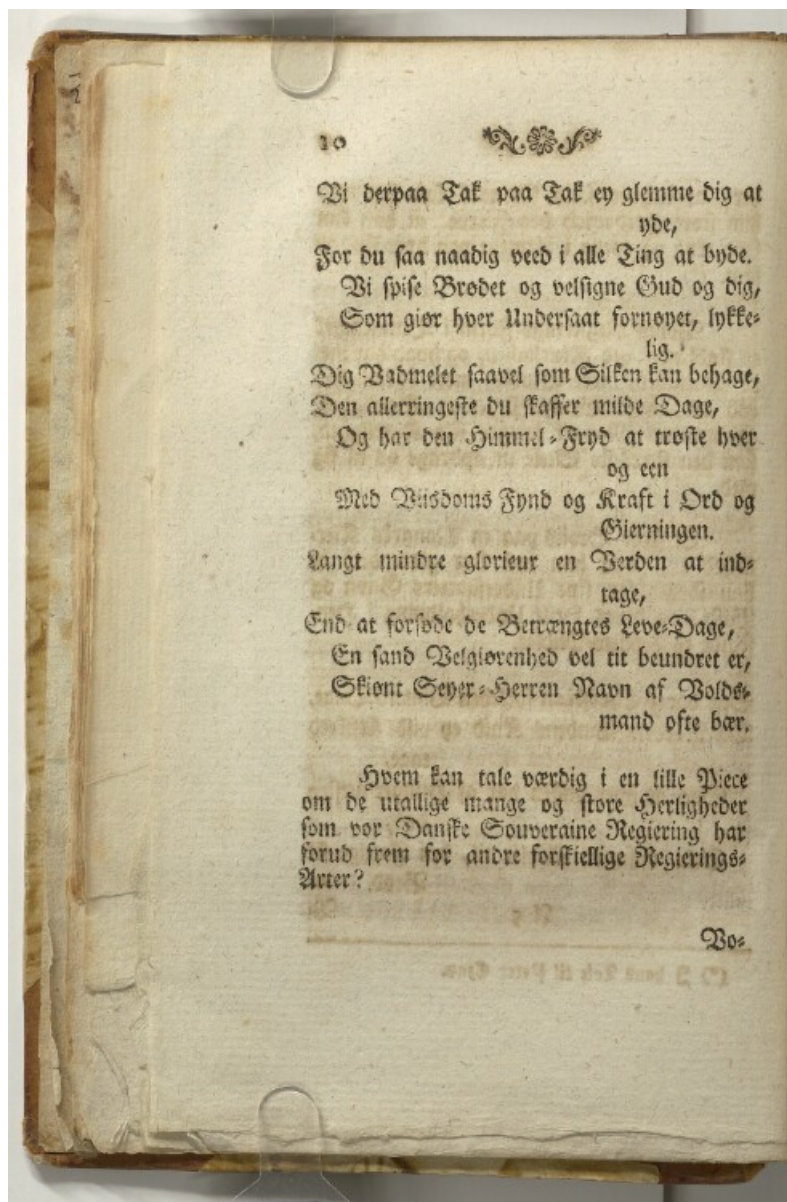 10
Vi derpaa Tak paa Tak ey glemme dig at
yde,
For du saa naadig veed i alle Ting at byde.
Vi spise Brødet og velsigne Gud og dig,
Som giør hver Undersaat fornøyet, lykke-
lig.
Dig Vadmelet saavel som Silken kan behage,
Den allerringeste du skaffer milde Dage,
Og har den Himmel-Fryd at trøste hver
og een
Med Viisdoms Fynd og Kraft i Ord og
Gierningen.
Langt mindre glorieux en Verden at ind-
tage,
End at forsøde de Betrængtes Leve-Dage,
En sand Velgiørenhed vel tit beundret er,
Skiønt Seyer-Herren Navn af Volds-
mand ofte bær.
Hvem kan tale værdig i en lille Piece
om de utallige mange og store Herligheder
som vor Danske Souveraine Regiering har
forud frem for andre forskiellige Regierings-
Arter?
Vo-